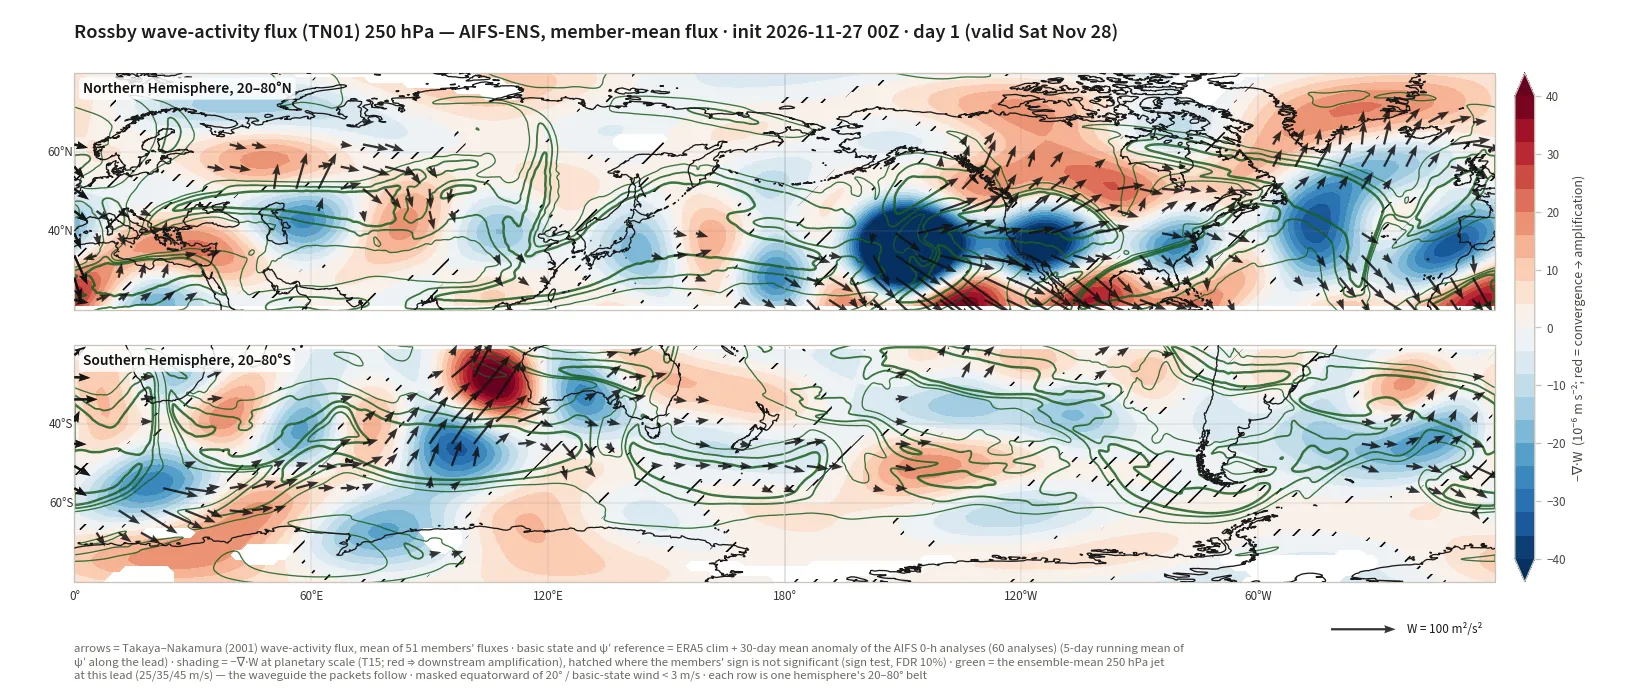 Rossby wave-activity flux (TN01) 250 hPa — AIFS-ENS, member-mean flux · init 2026-11-27 00Z · day 1 (valid Sat Nov 28)
Northern Hemisphere, 20–80°N
60°N
40°N
Southern Hemisphere, 20–80°S
40°S
60°S
0°
60°E
120°E
180°
120°W
60°W
40
30
20
10
0
−10
−20
−30
−40
−∇·W (10⁻⁶ m s⁻²; red = convergence → amplification)
W = 100 m²/s²
arrows = Takaya–Nakamura (2001) wave-activity flux, mean of 51 members' fluxes · basic state and ψ′ reference = ERA5 clim + 30-day mean anomaly of the AIFS 0-h analyses (60 analyses) (5-day running mean of
ψ′ along the lead) · shading = −∇·W at planetary scale (T15; red ⇒ downstream amplification), hatched where the members' sign is not significant (sign test, FDR 10%) · green = the ensemble-mean 250 hPa jet
at this lead (25/35/45 m/s) — the waveguide the packets follow · masked equatorward of 20° / basic-state wind < 3 m/s · each row is one hemisphere's 20–80° belt